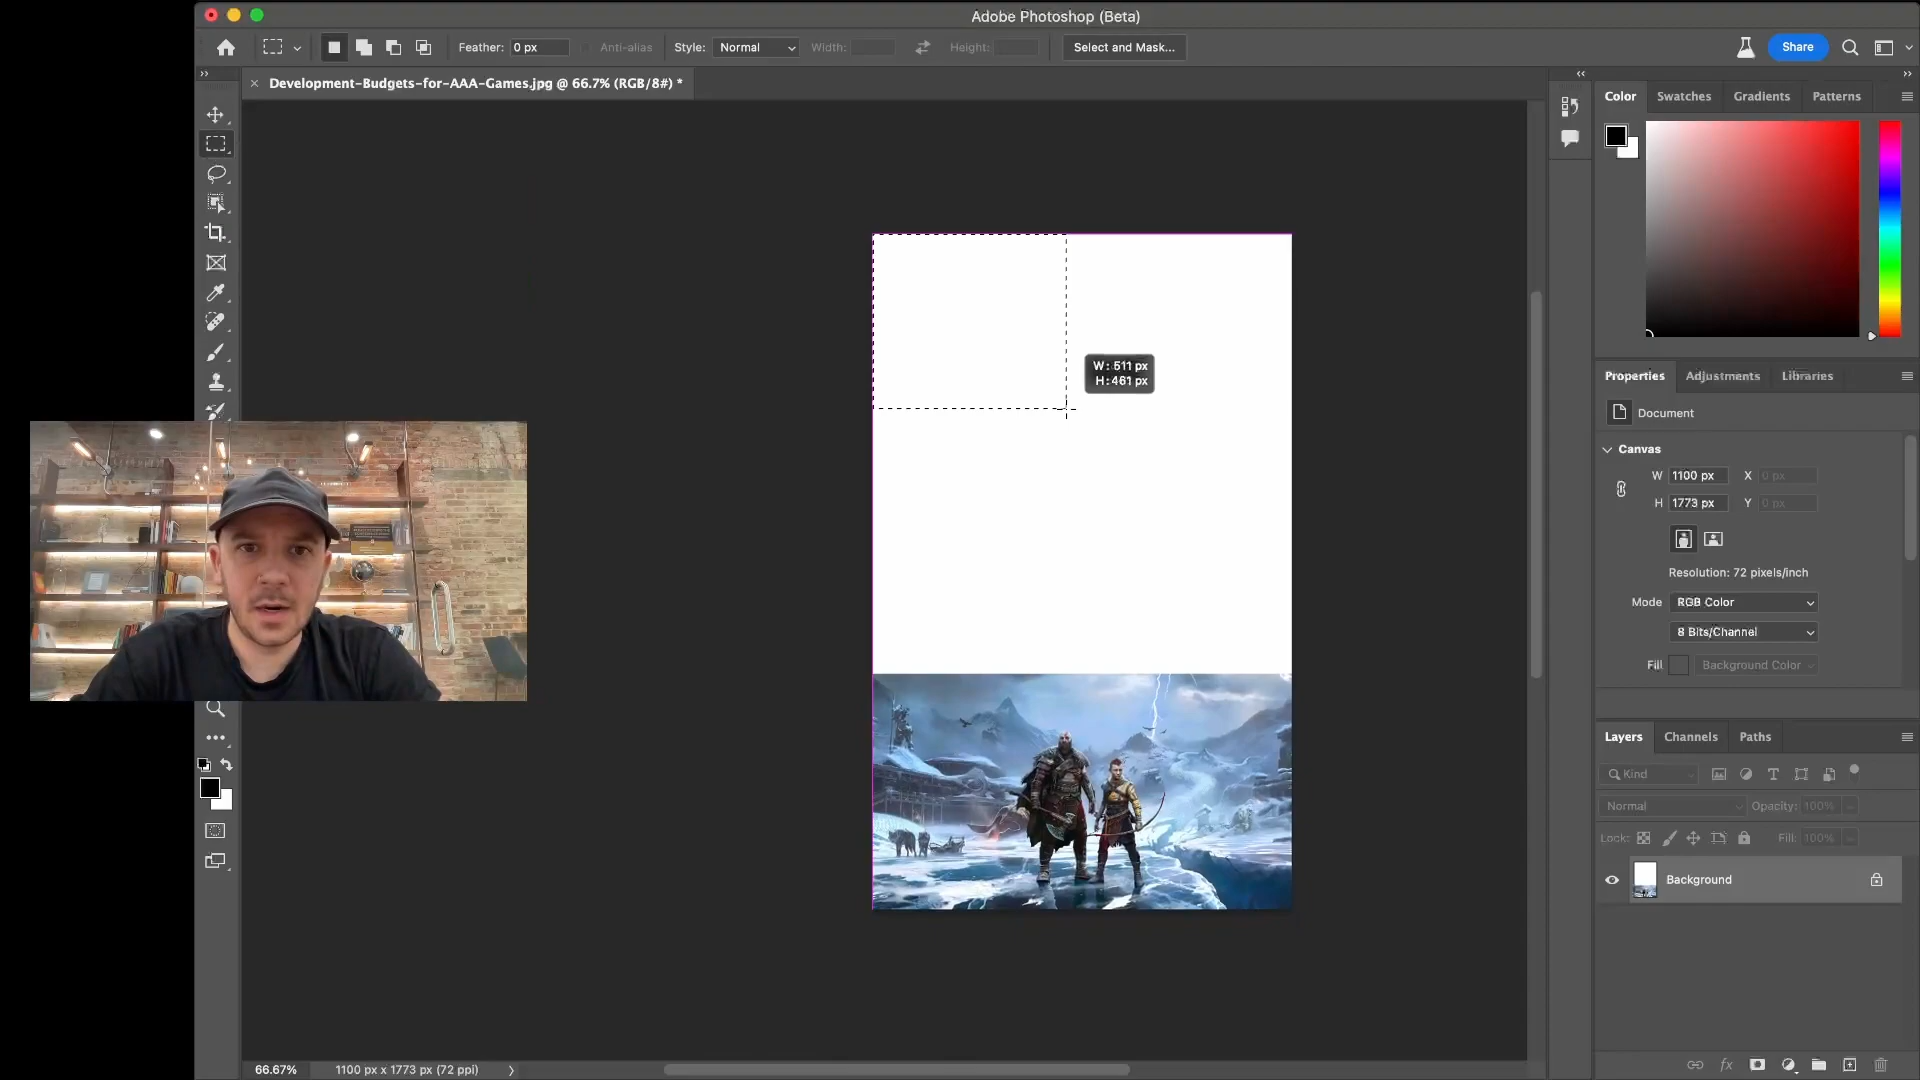 Adobe Photoshop (Beta)
Feather: 0 px Anti-alias Style: Normal Width: Height: Select and Mask... Share
Development-Budgets-for-AAA-Games.jpg @ 66.7% (RGB/8#) *
Color Swatches Gradients Patterns
W: 511 px
H: 461 px
Properties Adjustments Libraries
Document
Canvas
W 1100 px X 0 px
H 1773 px Y 0 px
Resolution: 72 pixels/inch
Mode RGB Color
8 Bits/Channel
Fill Background Color
Layers Channels Paths
Kind
Normal Opacity: 100%
Lock: Fill: 100%
Background
66.67% 1100 px x 1773 px (72 ppi)